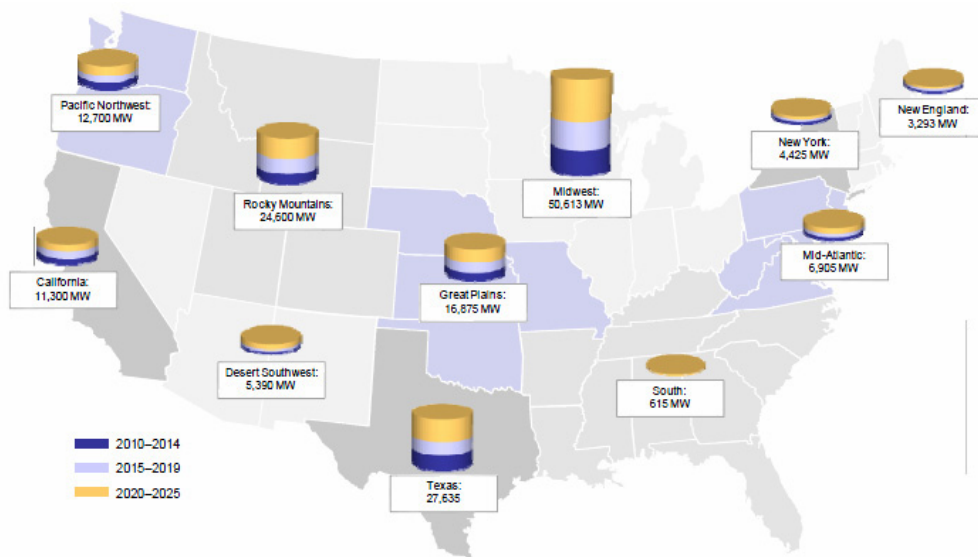 Pacific Northwest:
12,700 MW
Rocky Mountains:
24,600 MW
Midwest:
50,613 MW
New York:
4,425 MW
New England:
3,293 MW
California:
11,300 MW
Great Plains:
16,875 MW
Mid-Atlantic:
6,905 MW
Desert Southwest:
5,390 MW
South:
615 MW
Texas:
27,635
2010–2014
2015–2019
2020–2025